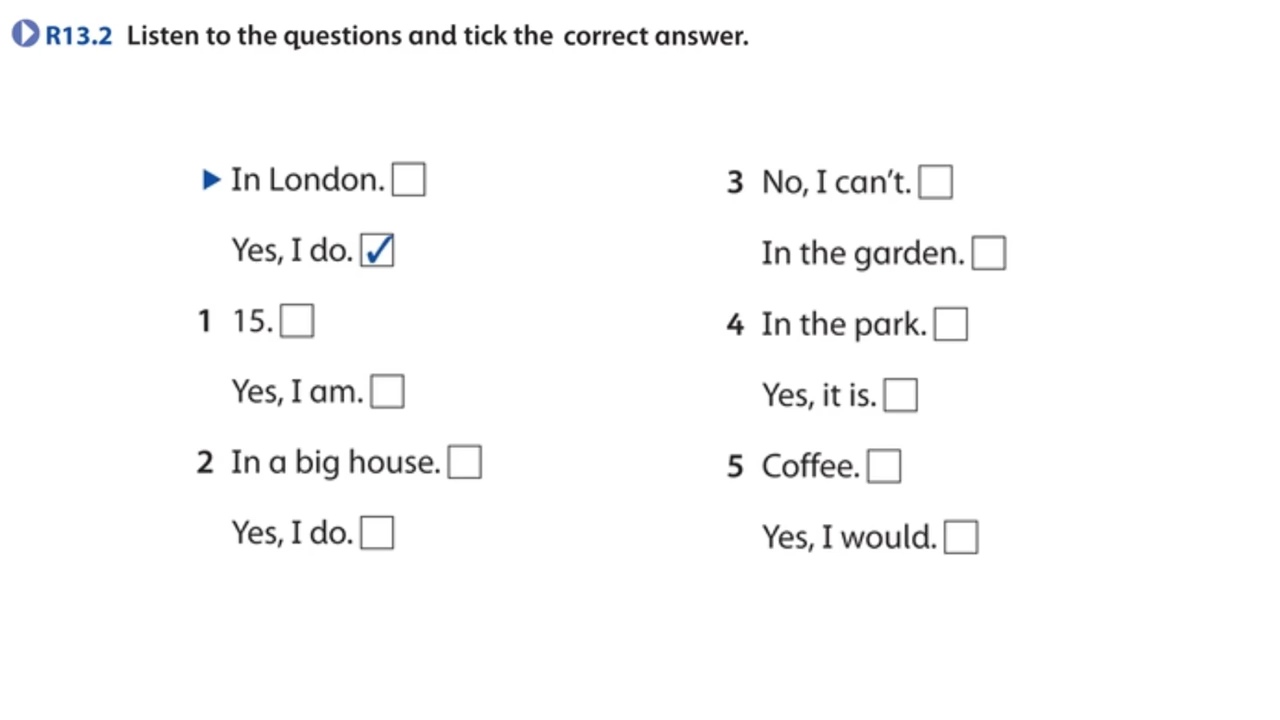 R13.2 Listen to the questions and tick the correct answer.
▶ In London. ☐
Yes, I do. ☑
1 15. ☐
Yes, I am. ☐
2 In a big house. ☐
Yes, I do. ☐
3 No, I can't. ☐
In the garden. ☐
4 In the park. ☐
Yes, it is. ☐
5 Coffee. ☐
Yes, I would. ☐